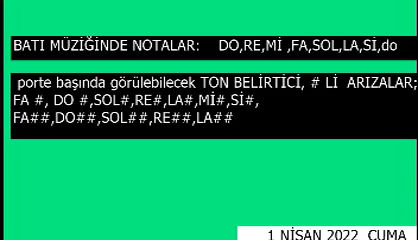 BATI MÜZİĞİNDE NOTALAR: DO,RE,Mİ ,FA,SOL,LA,Sİ,do
porte başında görülebilecek TON BELİRTİCİ, # Lİ ARIZALAR;
FA #, DO #,SOL#,RE#,LA#,Mİ#,Sİ#,
FA##,DO##,SOL##,RE##,LA##
1 NİSAN 2022 CUMA